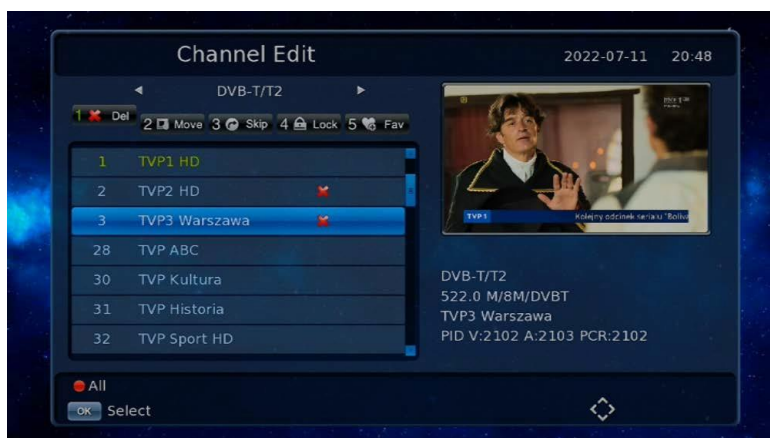 Channel Edit
2022-07-11 20:48
DVB-T/T2
1 Del 2 Move 3 Skip 4 Lock 5 Fav
1 TVP1 HD
2 TVP2 HD
3 TVP3 Warszawa
28 TVP ABC
30 TVP Kultura
31 TVP Historia
32 TVP Sport HD
TVP1 Kolejny odcinek serialu "Boliw
DVB-T/T2
522.0 M/8M/DVBT
TVP3 Warszawa
PID V:2102 A:2103 PCR:2102
All
OK Select